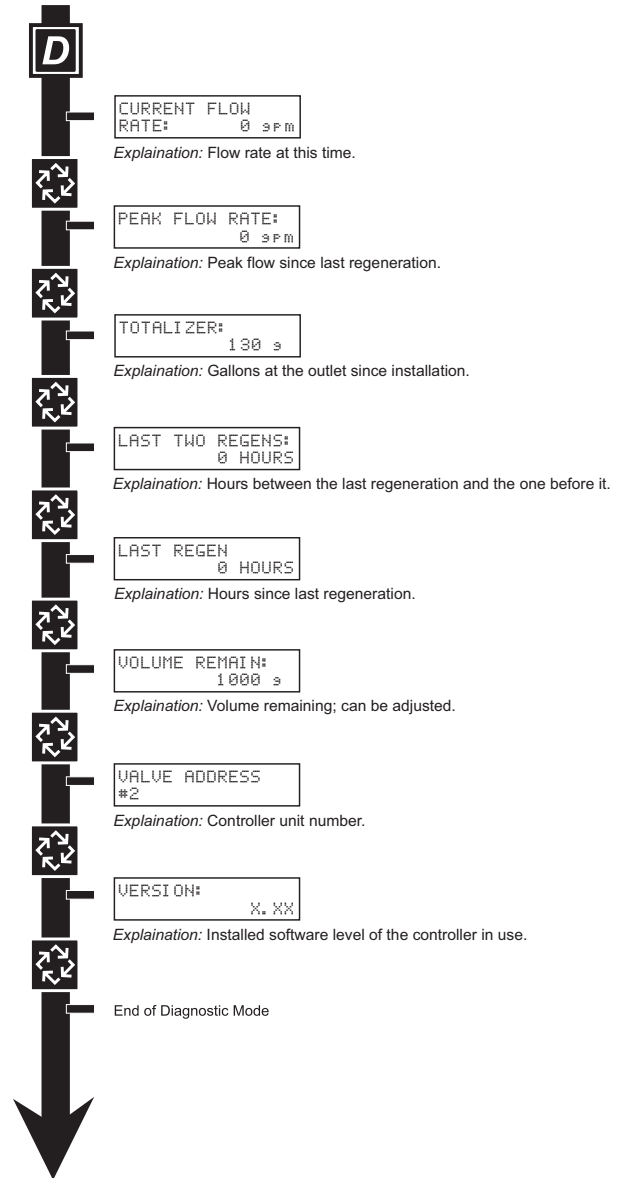 D
CURRENT FLOW
RATE: 0 gpm
Explaination: Flow rate at this time.
PEAK FLOW RATE:
0 gpm
Explaination: Peak flow since last regeneration.
TOTALIZER:
130 g
Explaination: Gallons at the outlet since installation.
LAST TWO REGENS:
0 HOURS
Explaination: Hours between the last regeneration and the one before it.
LAST REGEN
0 HOURS
Explaination: Hours since last regeneration.
VOLUME REMAIN:
1000 g
Explaination: Volume remaining; can be adjusted.
VALVE ADDRESS
#2
Explaination: Controller unit number.
VERSION:
X.XX
Explaination: Installed software level of the controller in use.
End of Diagnostic Mode